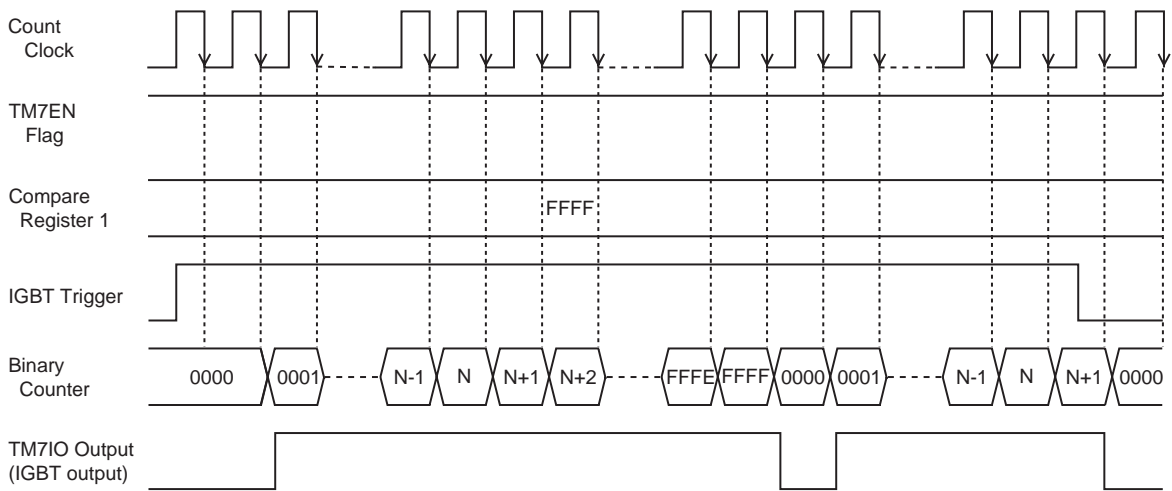 Count
Clock
TM7EN
Flag
Compare
Register 1
FFFF
IGBT Trigger
Binary
Counter
0000 0001 N-1 N N+1 N+2 FFFE FFFF 0000 0001 N-1 N N+1 0000
TM7IO Output
(IGBT output)